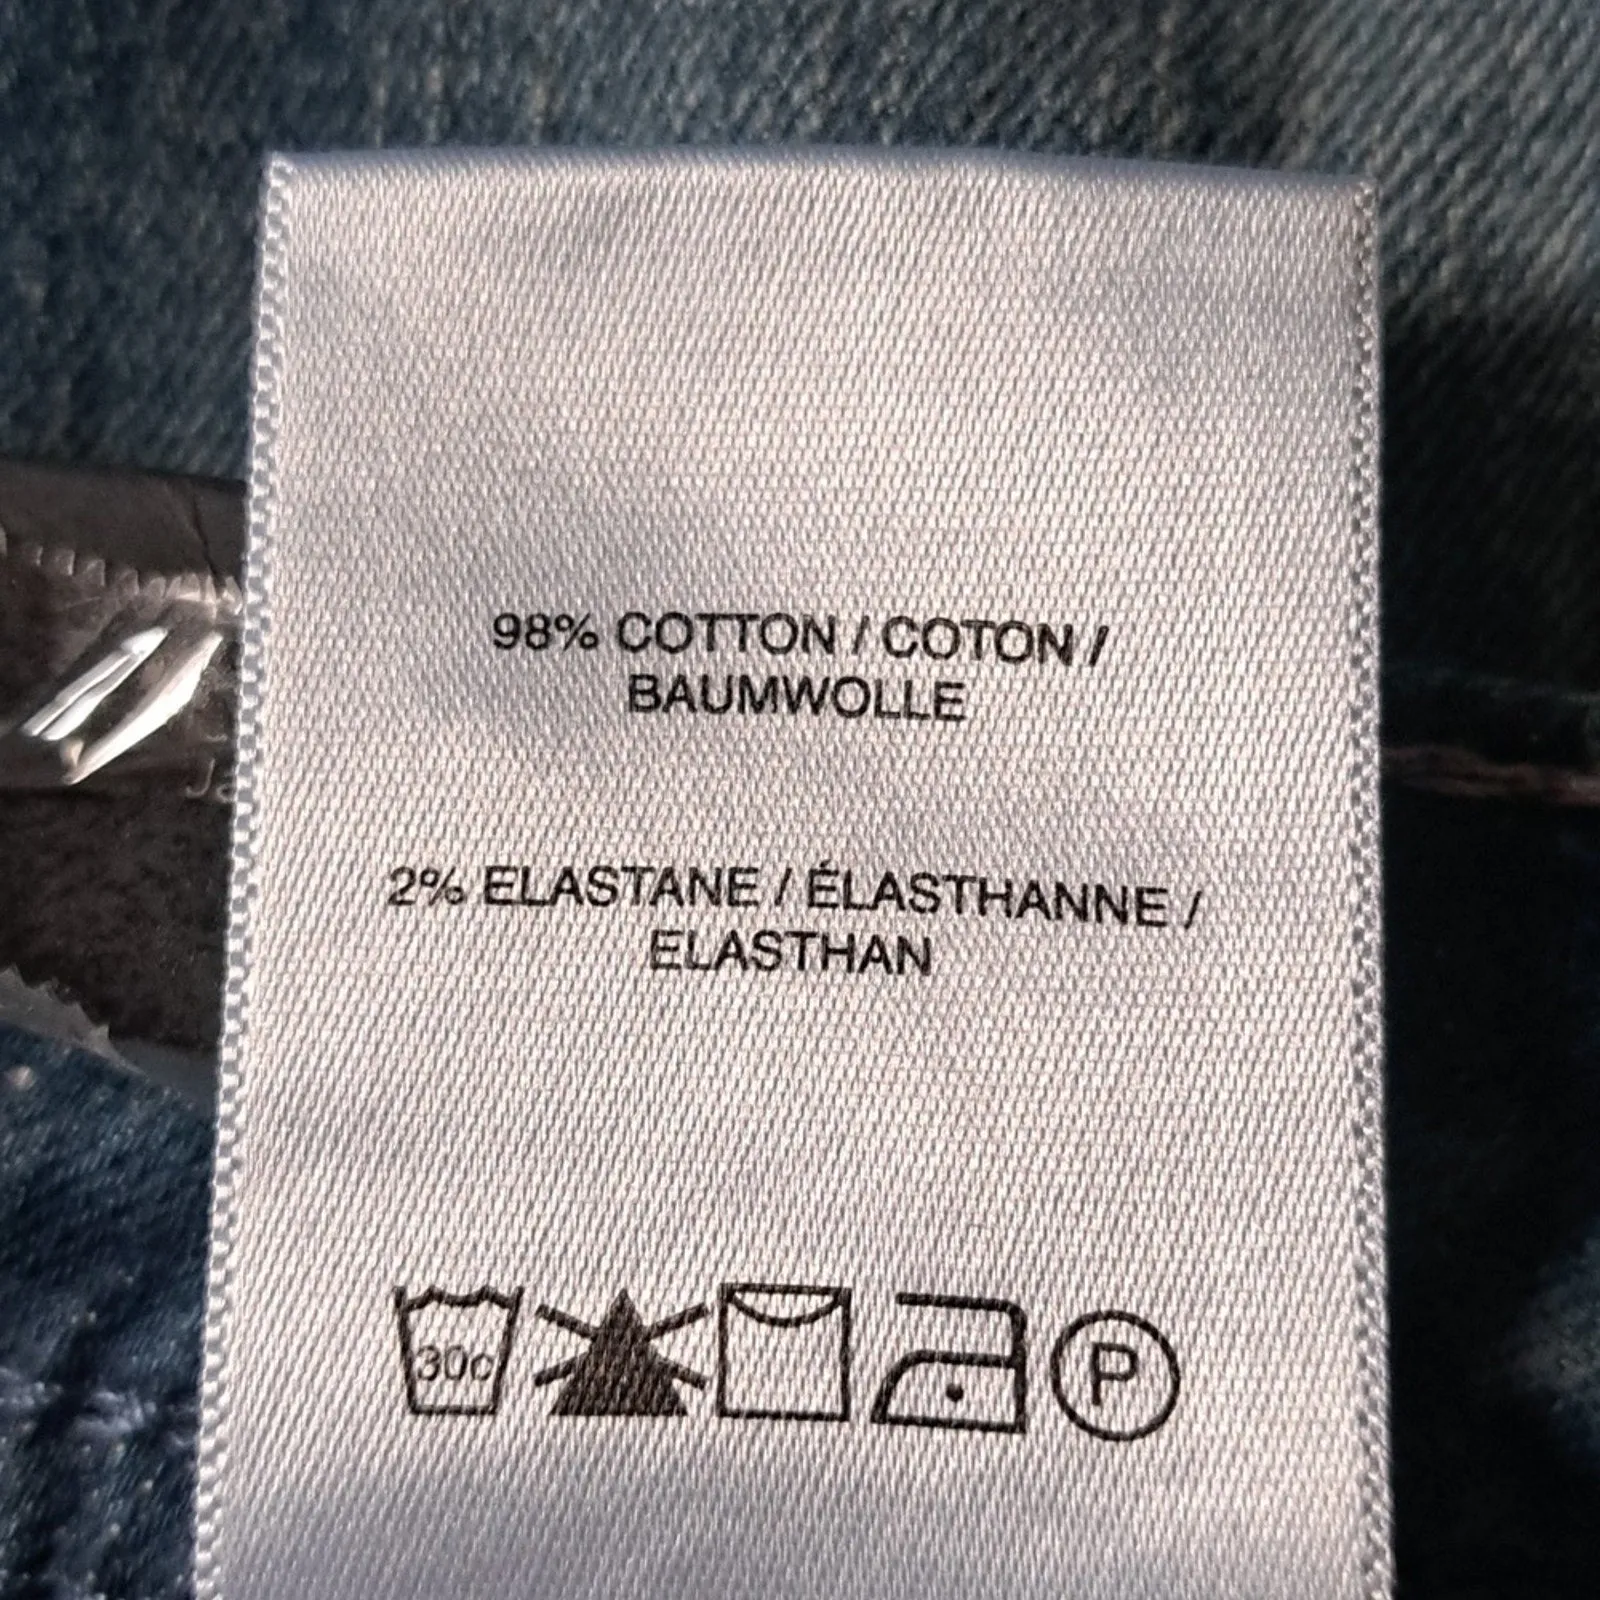 98% COTTON / COTON /
BAUMWOLLE
2% ELASTANE / ÉLASTHANNE /
ELASTHAN
30c
P